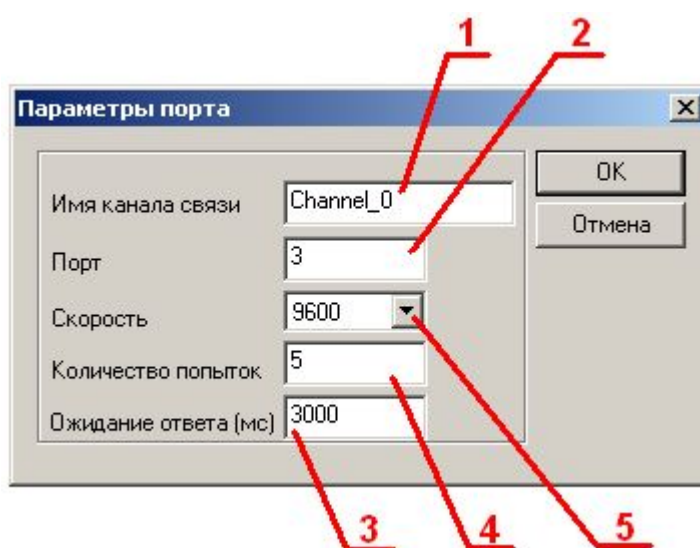 1 2
Параметры порта
Имя канала связи Channel_0
OK
Порт 3
Отмена
Скорость 9600
Количество попыток 5
Ожидание ответа (мс) 3000
3 4 5